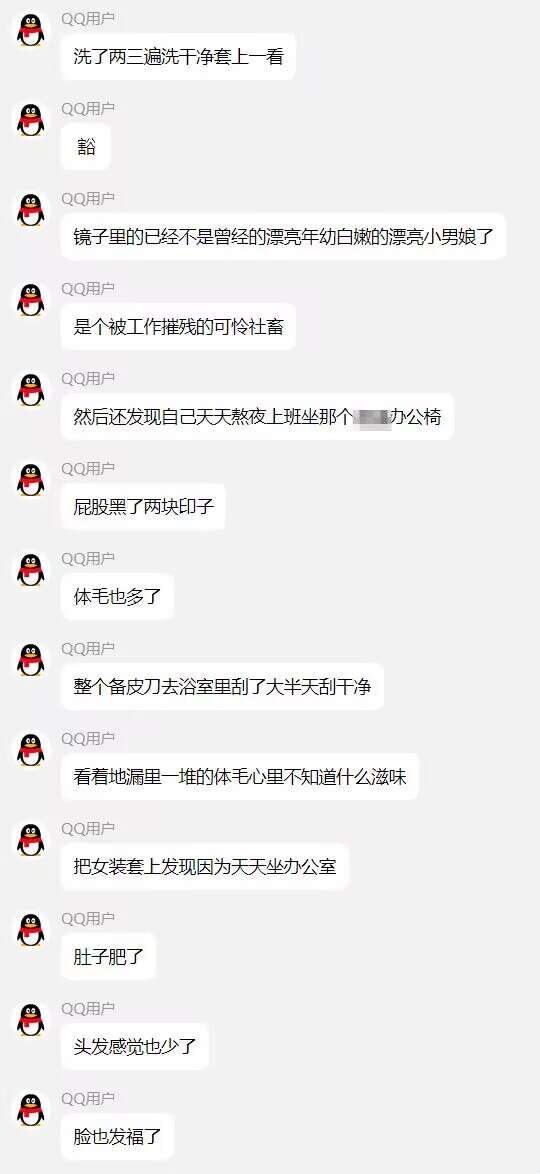 QQ用户
洗了两三遍洗干净套上一看
QQ用户
豁
QQ用户
镜子里的已经不是曾经的漂亮年幼白嫩的漂亮小男娘了
QQ用户
是个被工作摧残的可怜社畜
QQ用户
然后还发现自己天天熬夜上班坐那个办公椅
QQ用户
屁股黑了两块印子
QQ用户
体毛也多了
QQ用户
整个备皮刀去浴室里刮了大半天刮干净
QQ用户
看着地漏里一堆的体毛心里不知道什么滋味
QQ用户
把女装套上发现因为天天坐办公室
QQ用户
肚子肥了
QQ用户
头发感觉也少了
QQ用户
脸也发福了